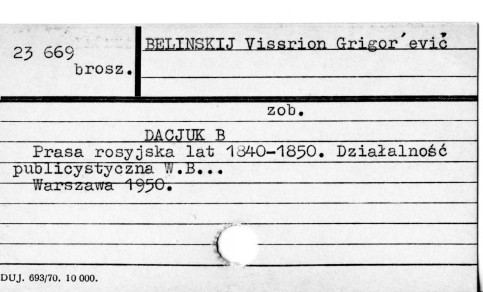 23 669
brosz.
BELINSKIJ Vissrion Grigor′evič
zob.
DACJUK B
Prasa rosyjska lat 1840-1850. Działalność
publicystyczna W.B...
Warszawa 1950.
DUJ. 693/70. 10 000.